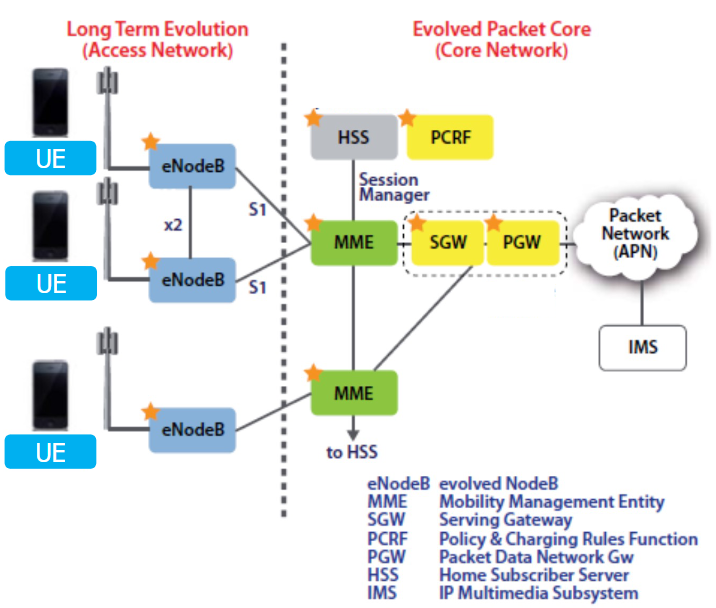 Long Term Evolution
(Access Network)
Evolved Packet Core
(Core Network)
UE
eNodeB
HSS
PCRF
Session
Manager
x2
S1
UE
eNodeB
S1
MME
SGW
PGW
Packet
Network
(APN)
IMS
UE
eNodeB
MME
to HSS
eNodeB evolved NodeB
MME Mobility Management Entity
SGW Serving Gateway
PCRF Policy & Charging Rules Function
PGW Packet Data Network Gw
HSS Home Subscriber Server
IMS IP Multimedia Subsystem